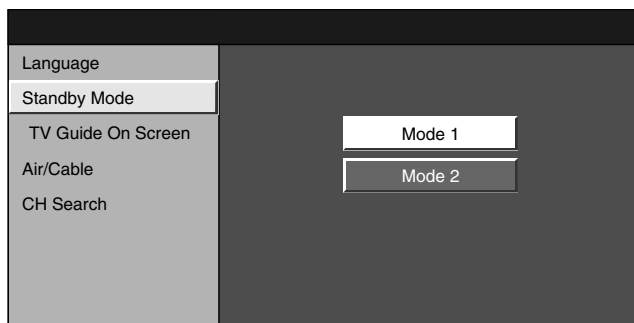 Language
Standby Mode
TV Guide On Screen
Air/Cable
CH Search
Mode 1
Mode 2